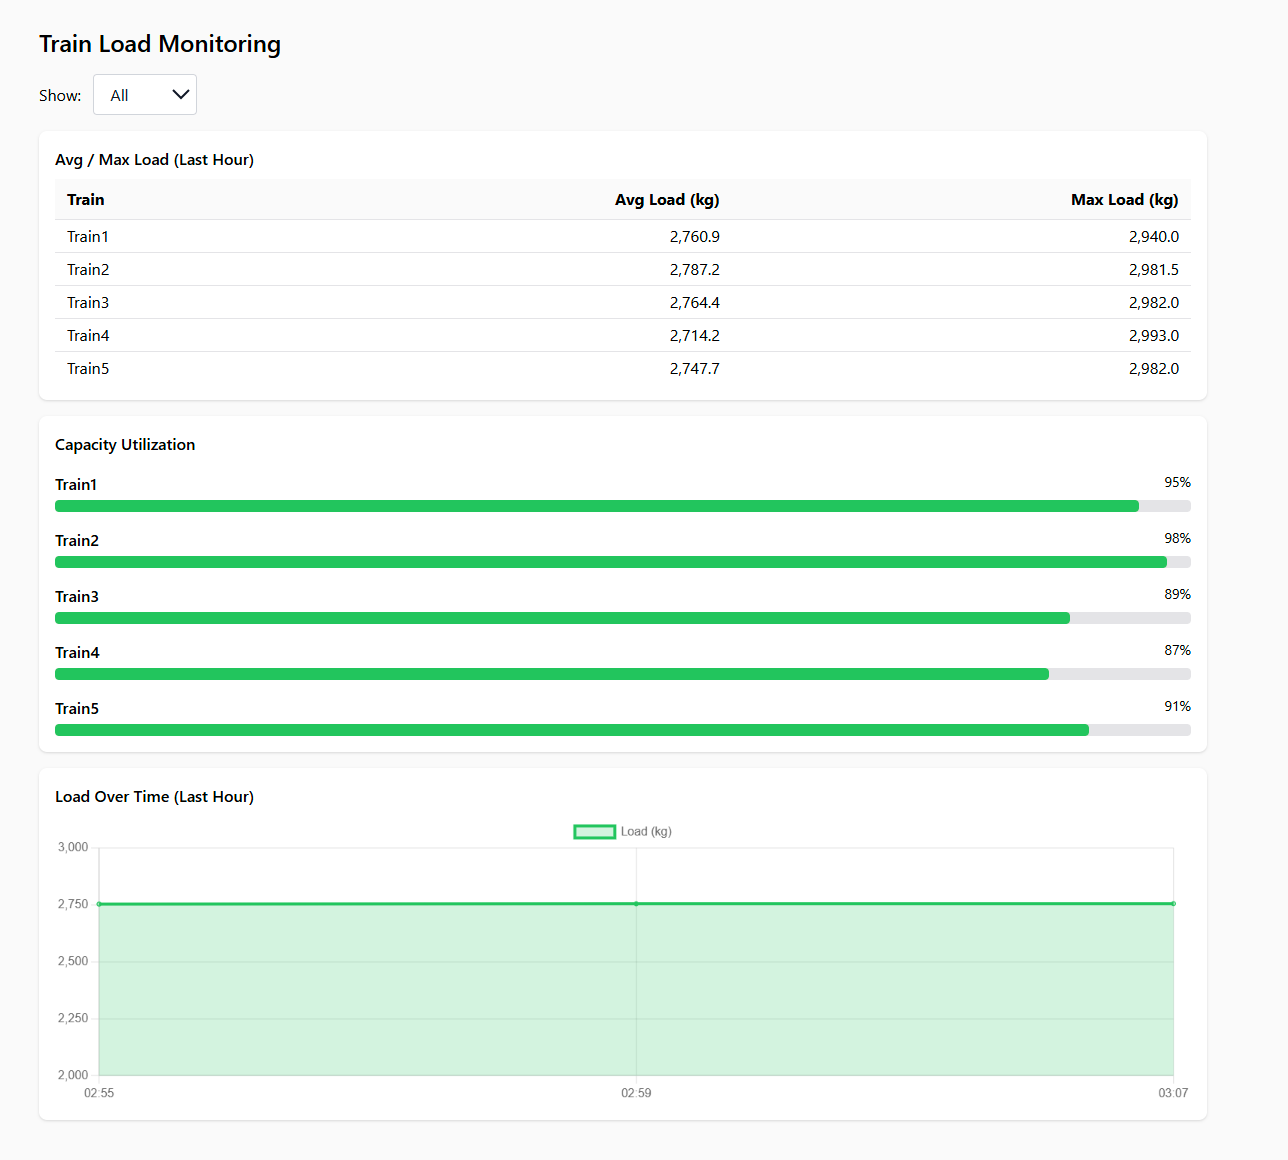 Train Load Monitoring
Show: All
Avg / Max Load (Last Hour)
Train Avg Load (kg) Max Load (kg)
Train1 2,760.9 2,940.0
Train2 2,787.2 2,981.5
Train3 2,764.4 2,982.0
Train4 2,714.2 2,993.0
Train5 2,747.7 2,982.0
Capacity Utilization
Train1 95%
Train2 98%
Train3 89%
Train4 87%
Train5 91%
Load Over Time (Last Hour)
Load (kg)
3,000
2,750
2,500
2,250
2,000
02:55 02:59 03:07